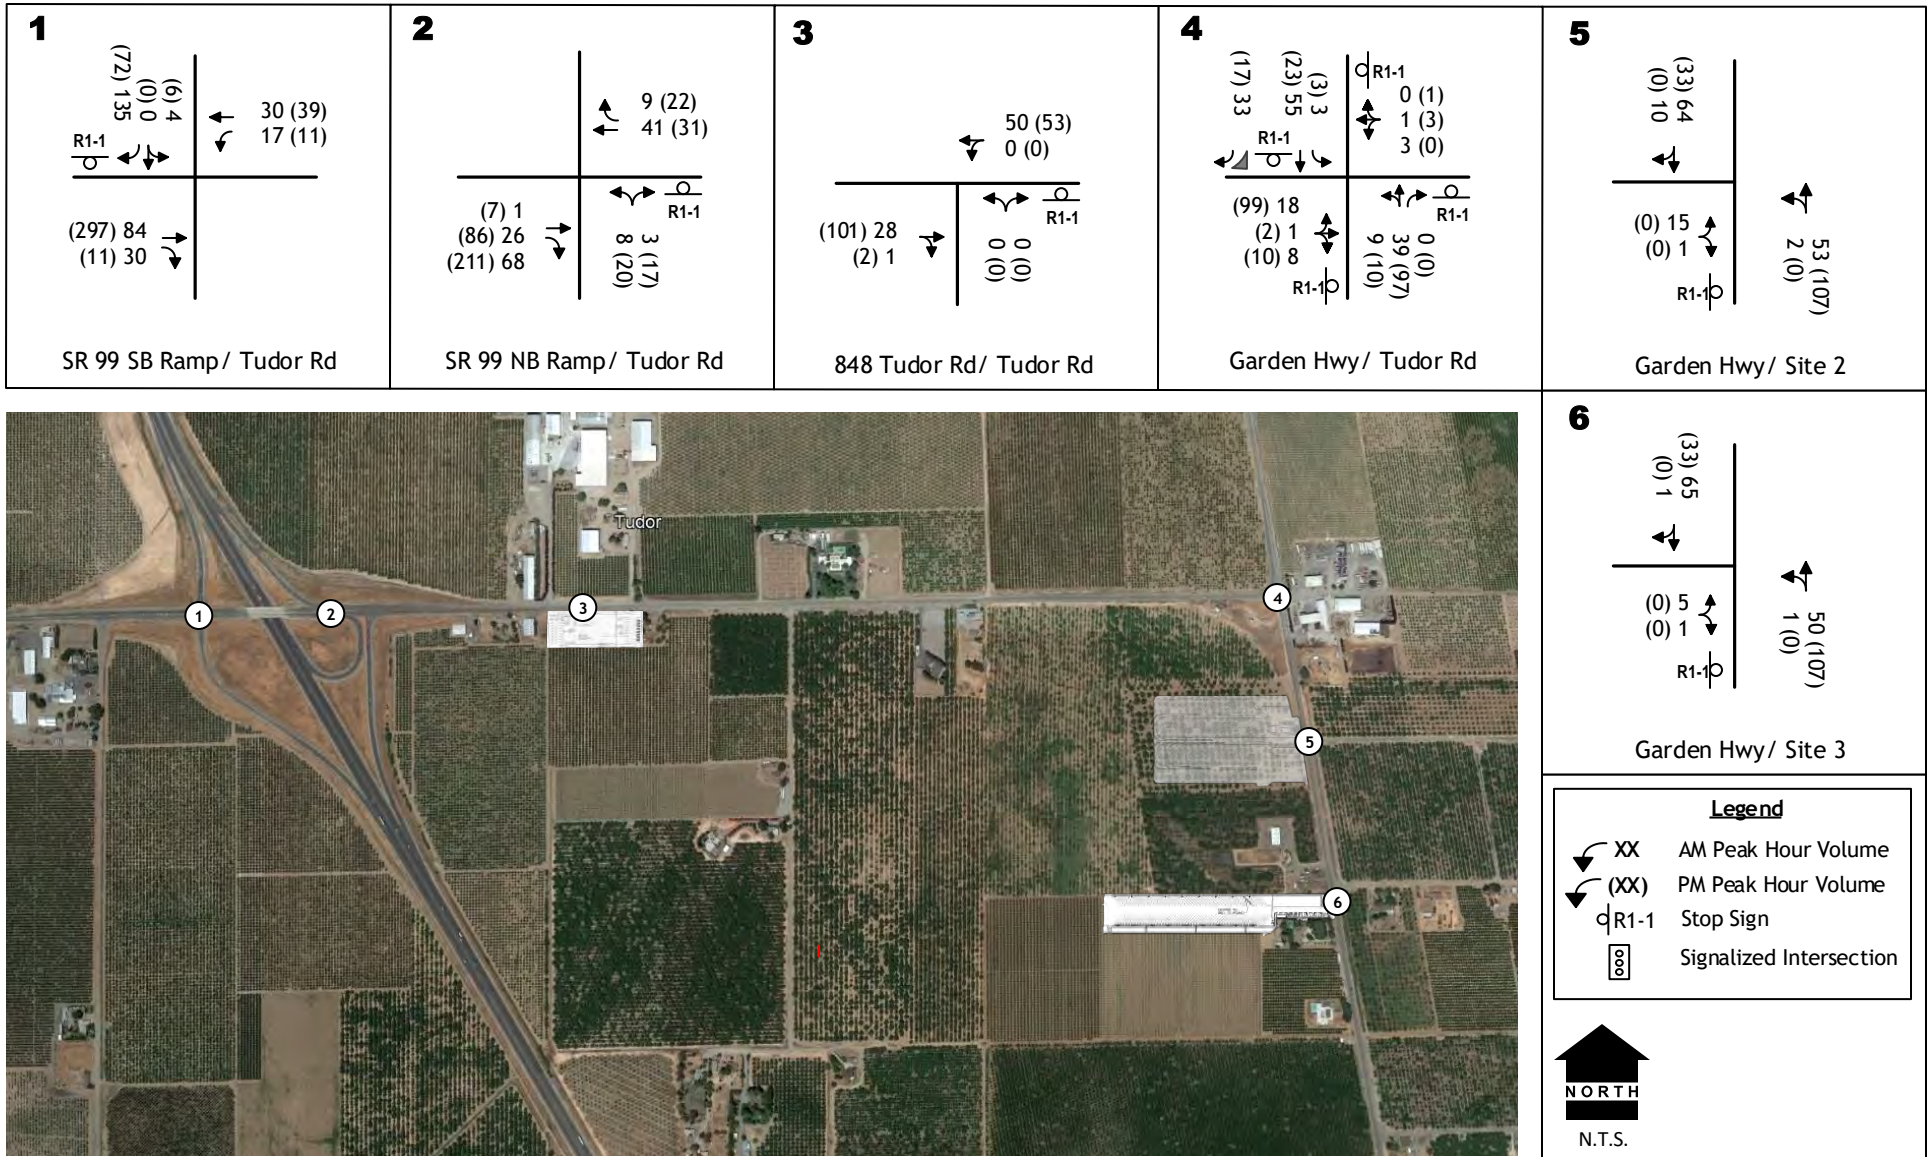 1
(72) 135
(0) 0
(6) 4
30 (39)
17 (11)
R1-1
(297) 84
(11) 30
SR 99 SB Ramp/ Tudor Rd
2
9 (22)
41 (31)
(7) 1
(86) 26
(211) 68
R1-1
8 (20)
3 (17)
SR 99 NB Ramp/ Tudor Rd
3
50 (53)
0 (0)
(101) 28
(2) 1
R1-1
0 (0)
0 (0)
848 Tudor Rd/ Tudor Rd
4
(17) 33
(23) 55
(3) 3
R1-1
0 (1)
1 (3)
3 (0)
R1-1
(99) 18
(2) 1
(10) 8
R1-1
R1-1
9 (10)
39 (97)
0 (0)
Garden Hwy/ Tudor Rd
5
(0) 10
(33) 64
(0) 15
(0) 1
R1-1
2 (0)
53 (107)
Garden Hwy/ Site 2
6
(0) 1
(33) 65
(0) 5
(0) 1
R1-1
1 (0)
50 (107)
Garden Hwy/ Site 3
Tudor
1
2
3
4
5
6
Legend
XX AM Peak Hour Volume
(XX) PM Peak Hour Volume
R1-1 Stop Sign
Signalized Intersection
NORTH
N.T.S.